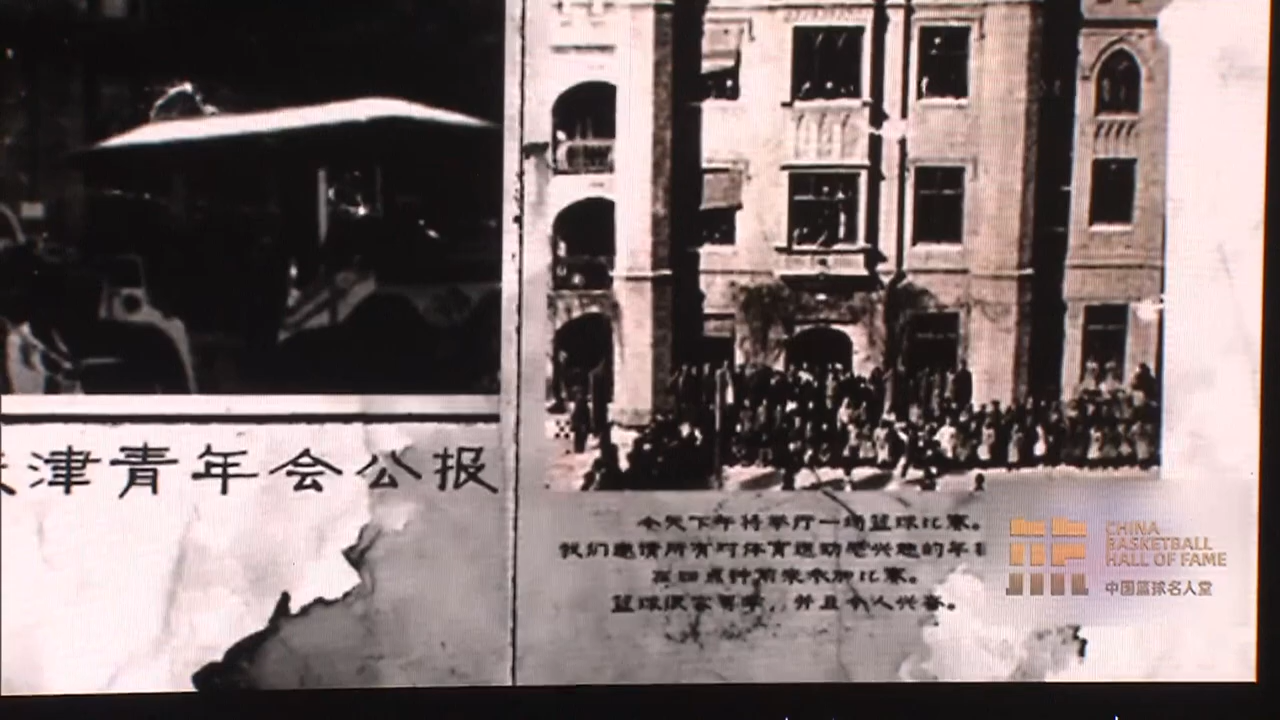 津青年会公报
今天下午将举行一场篮球比赛。
我们邀请所有对体育运动感兴趣的年
在四点钟前来参加比赛。
篮球很容易学，并且令人兴奋。
CHINA
BASKETBALL
HALL OF FAME
中国篮球名人堂